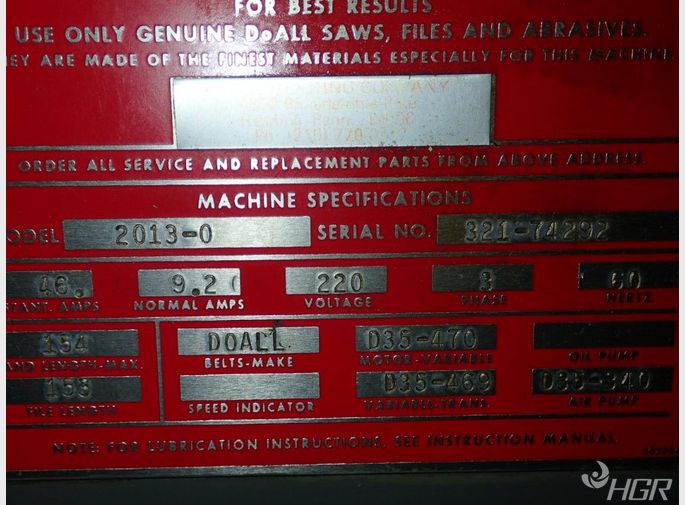 FOR BEST RESULTS
USE ONLY GENUINE DoALL SAWS, FILES AND ABRASIVES.
HEY ARE MADE OF THE FINEST MATERIALS ESPECIALLY FOR THIS MACHINE.
COMPANY
ORDER ALL SERVICE AND REPLACEMENT PARTS FROM ABOVE ADDRESS.
MACHINE SPECIFICATIONS
ODEL 2013-0 SERIAL NO. 321-74292
46. 9.2 220 3 60
STANT. AMPS NORMAL AMPS VOLTAGE PHASE HERTZ
154 DOALL D35-470
AND LENGTH-MAX. BELTS-MAKE MOTOR-VARIABLE OIL PUMP
153 D35-469 D35-340
FILE LENGTH SPEED INDICATOR VARIABLE-TRANS. AIR PUMP
NOTE: FOR LUBRICATION INSTRUCTIONS, SEE INSTRUCTION MANUAL.
HGR